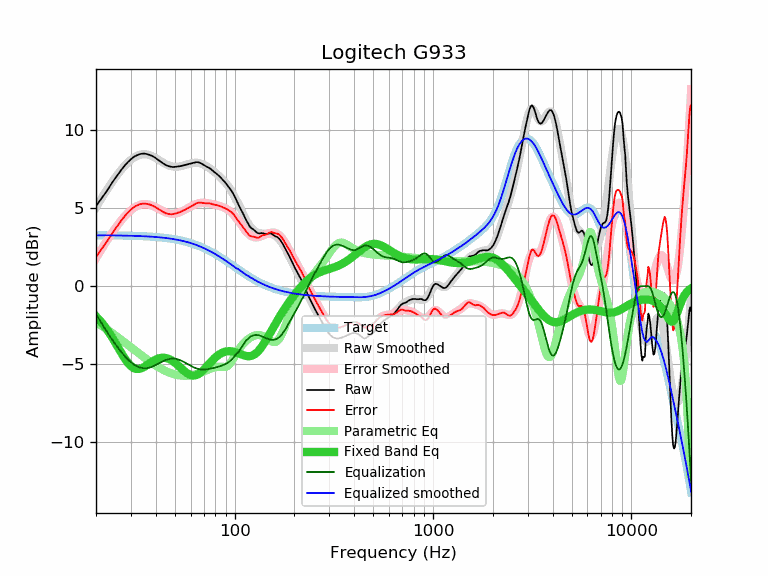 Logitech G933
Amplitude (dBr)
10
5
0
−5
−10
Target
Raw Smoothed
Error Smoothed
Raw
Error
Parametric Eq
Fixed Band Eq
Equalization
Equalized smoothed
100
1000
10000
Frequency (Hz)